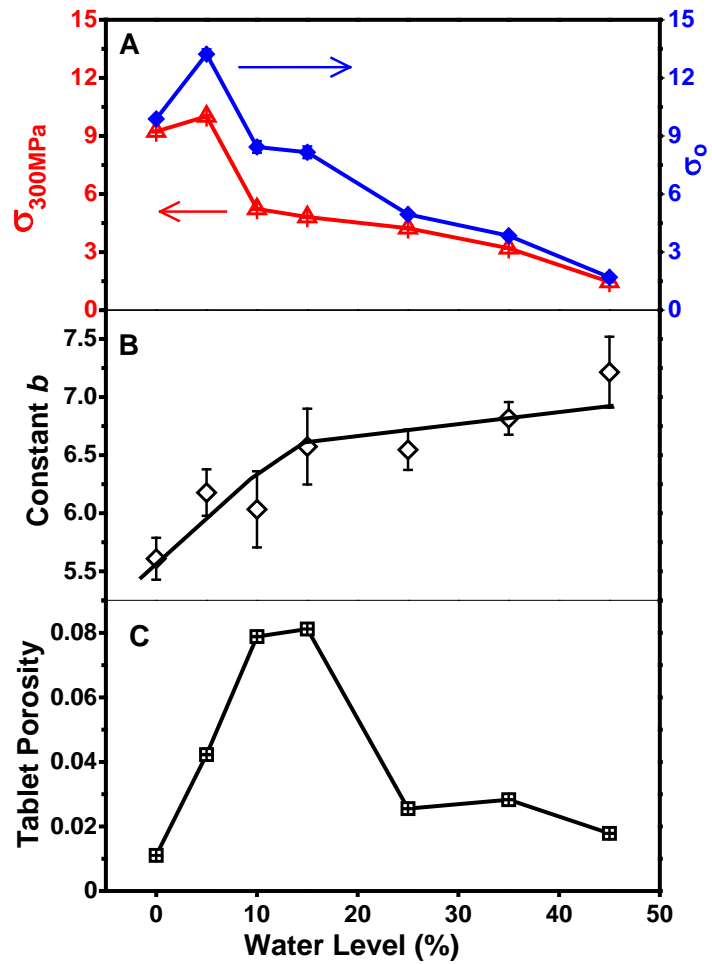 A
15
12
9
6
3
0
σ300MPa
15
12
9
6
3
0
σo
B
7.5
7.0
6.5
6.0
5.5
Constant b
C
0.08
0.06
0.04
0.02
0
Tablet Porosity
0 10 20 30 40 50
Water Level (%)